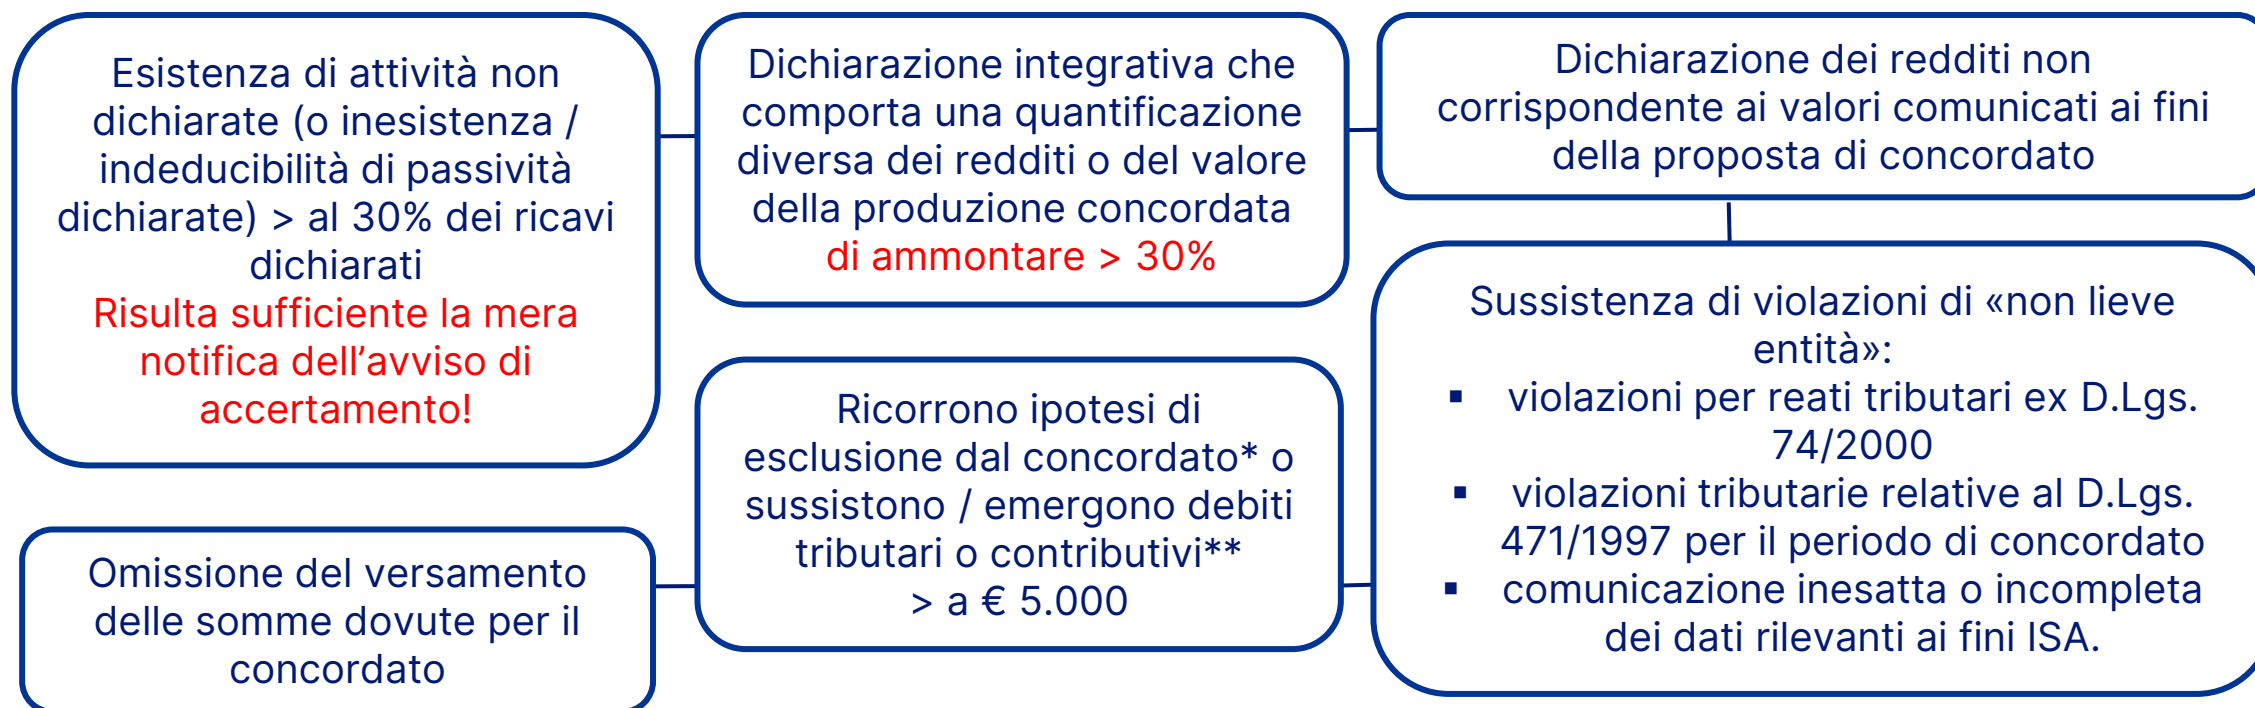 Esistenza di attività non
dichiarate (o inesistenza /
indeducibilità di passività
dichiarate) > al 30% dei ricavi
dichiarati
Risulta sufficiente la mera
notifica dell’avviso di
accertamento!
Dichiarazione integrativa che
comporta una quantificazione
diversa dei redditi o del valore
della produzione concordata
di ammontare > 30%
Dichiarazione dei redditi non
corrispondente ai valori comunicati ai fini
della proposta di concordato
Sussistenza di violazioni di «non lieve
entità»:
▪ violazioni per reati tributari ex D.Lgs.
74/2000
▪ violazioni tributarie relative al D.Lgs.
471/1997 per il periodo di concordato
▪ comunicazione inesatta o incompleta
dei dati rilevanti ai fini ISA.
Ricorrono ipotesi di
esclusione dal concordato* o
sussistono / emergono debiti
tributari o contributivi**
> a € 5.000
Omissione del versamento
delle somme dovute per il
concordato